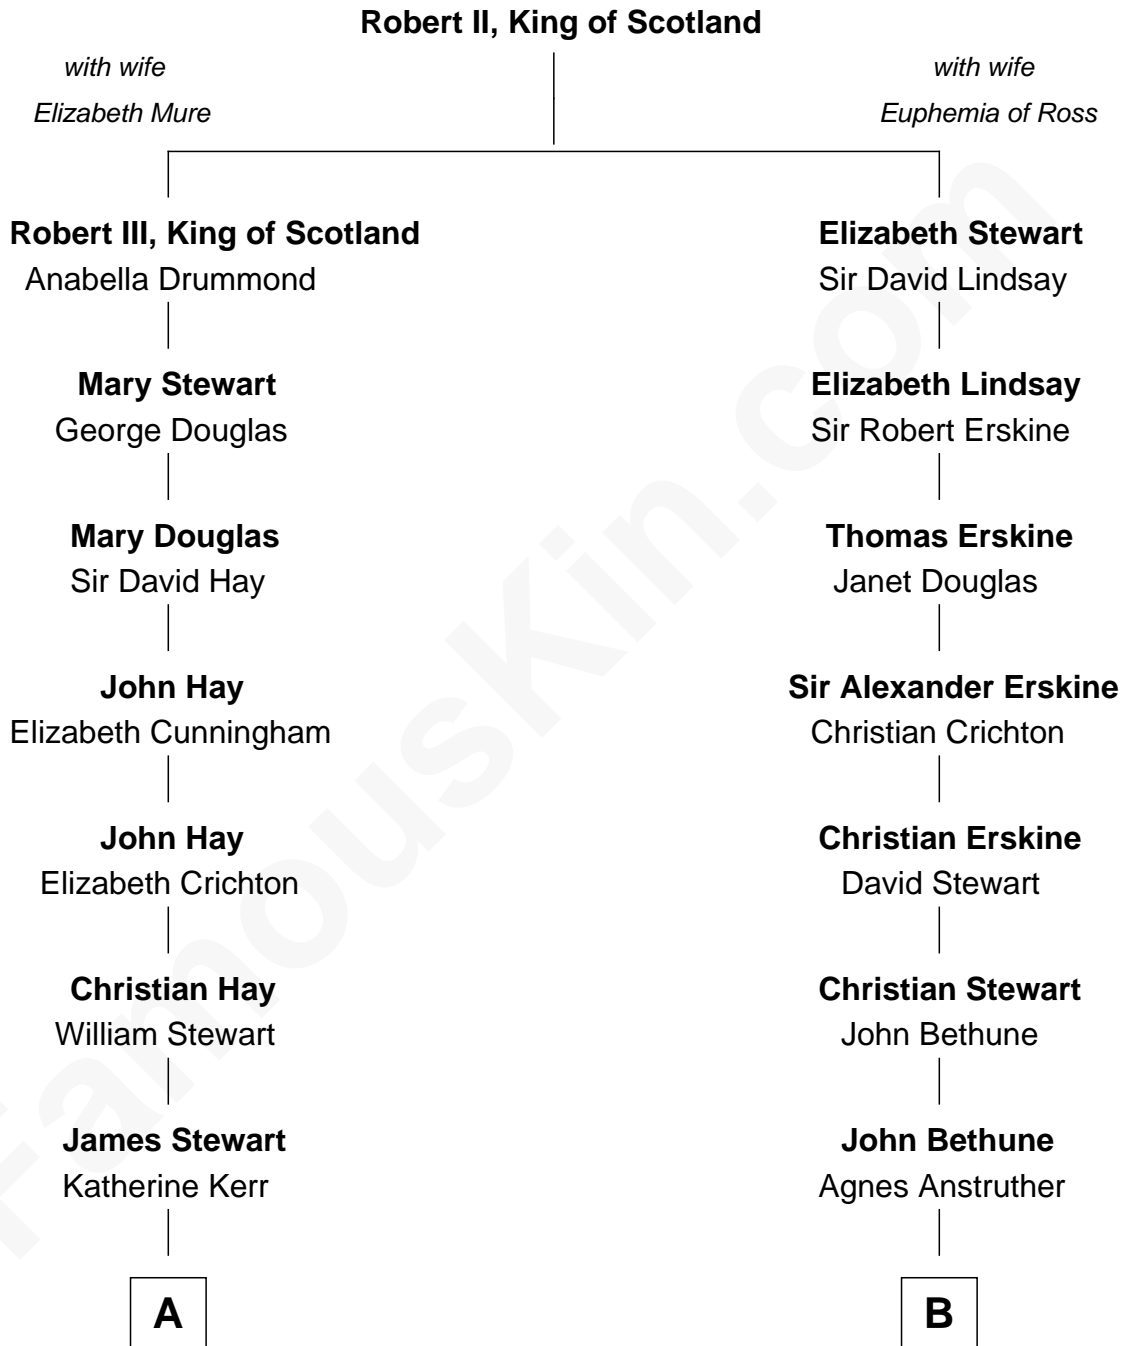 Robert II, King of Scotland
with wife
Elizabeth Mure
with wife
Euphemia of Ross
Robert III, King of Scotland
Anabella Drummond
Elizabeth Stewart
Sir David Lindsay
Mary Stewart
George Douglas
Elizabeth Lindsay
Sir Robert Erskine
Mary Douglas
Sir David Hay
Thomas Erskine
Janet Douglas
John Hay
Elizabeth Cunningham
Sir Alexander Erskine
Christian Crichton
John Hay
Elizabeth Crichton
Christian Erskine
David Stewart
Christian Hay
William Stewart
Christian Stewart
John Bethune
James Stewart
Katherine Kerr
John Bethune
Agnes Anstruther
A
B
FamousKin.com